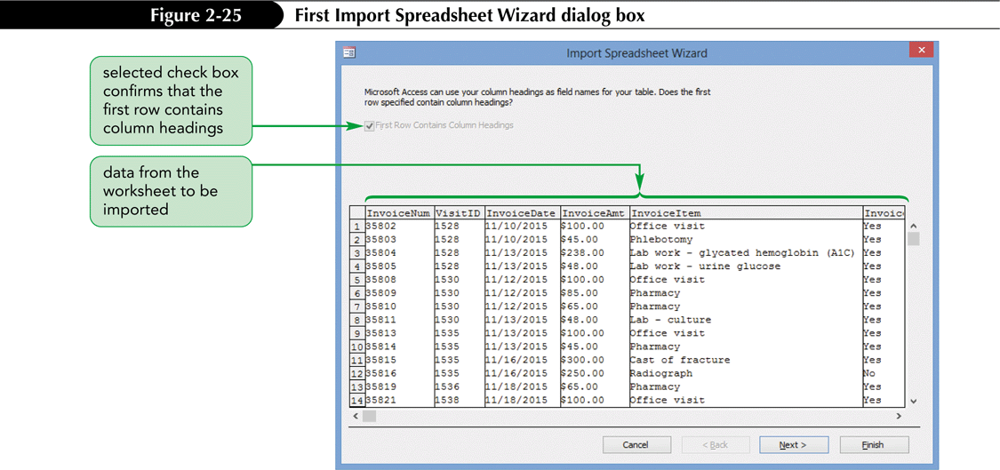 Figure 2-25 First Import Spreadsheet Wizard dialog box
Import Spreadsheet Wizard
selected check box
confirms that the
first row contains
column headings
Microsoft Access can use your column headings as field names for your table. Does the first
row specified contain column headings?
First Row Contains Column Headings
data from the
worksheet to be
imported
InvoiceNum VisitID InvoiceDate InvoiceAmt InvoiceItem Invoic
1 35802 1528 11/10/2015 $100.00 Office visit Yes
2 35803 1528 11/10/2015 $45.00 Phlebotomy Yes
3 35804 1528 11/13/2015 $238.00 Lab work - glycated hemoglobin (A1C) Yes
4 35805 1528 11/13/2015 $48.00 Lab work - urine glucose Yes
5 35808 1530 11/12/2015 $100.00 Office visit Yes
6 35809 1530 11/12/2015 $85.00 Pharmacy Yes
7 35810 1530 11/12/2015 $65.00 Pharmacy Yes
8 35811 1530 11/13/2015 $48.00 Lab - culture Yes
9 35813 1535 11/13/2015 $100.00 Office visit Yes
10 35814 1535 11/13/2015 $45.00 Pharmacy Yes
11 35815 1535 11/16/2015 $300.00 Cast of fracture Yes
12 35816 1535 11/16/2015 $250.00 Radiograph No
13 35819 1536 11/18/2015 $65.00 Pharmacy Yes
14 35821 1538 11/18/2015 $100.00 Office visit Yes
Cancel < Back Next > Finish